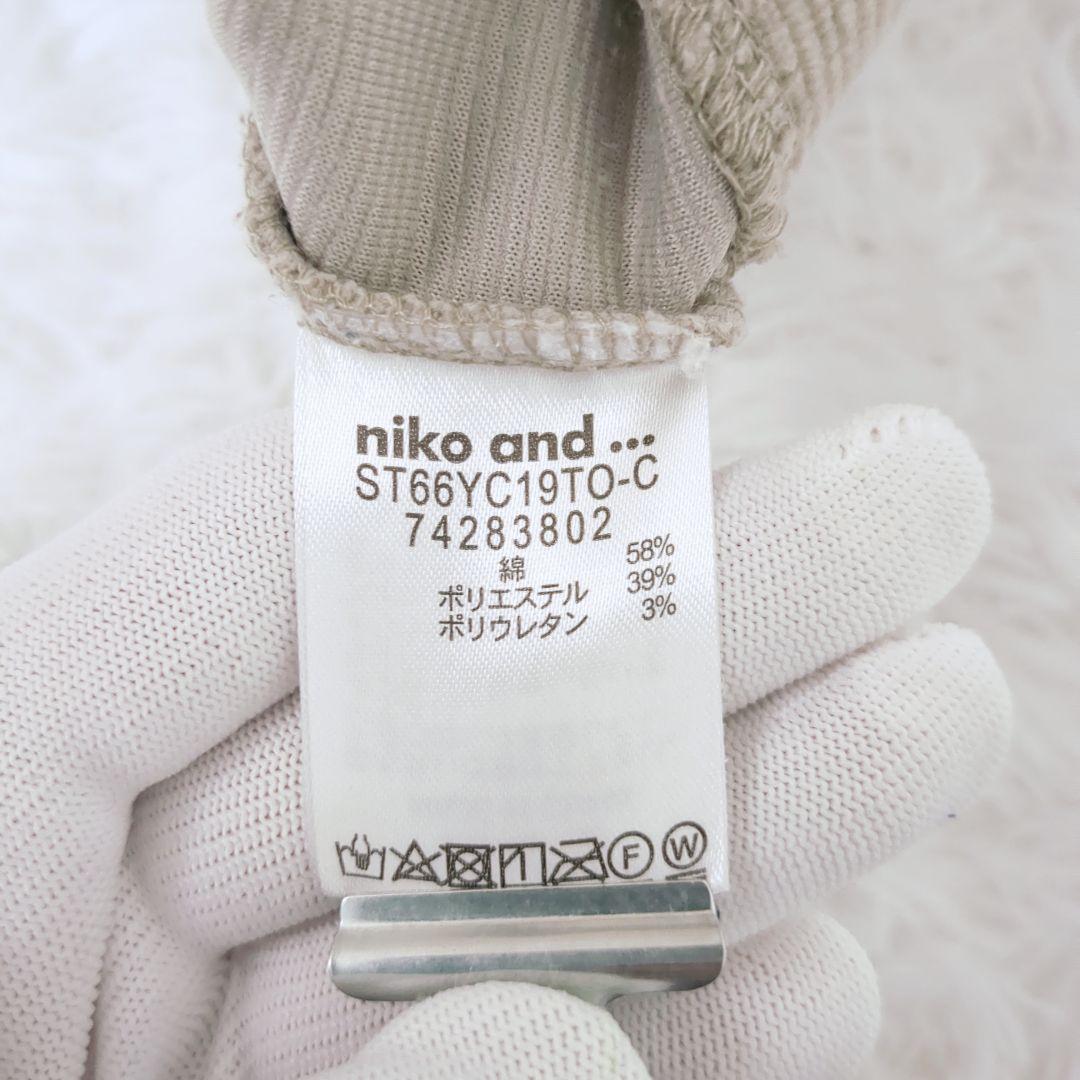 niko and ...
ST66YC19TO-C
74283802
綿 58%
ポリエステル 39%
ポリウレタン 3%
F W